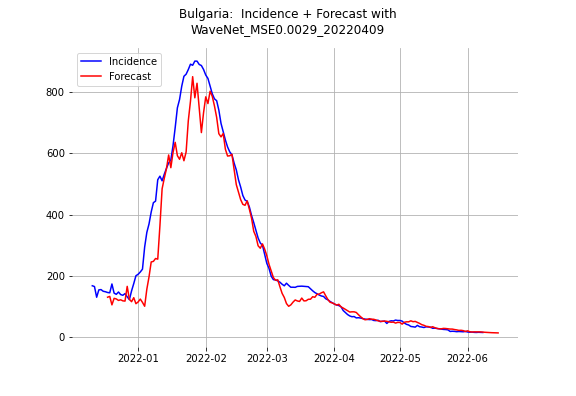 Bulgaria:  Incidence + Forecast with
WaveNet_MSE0.0029_20220409
Incidence
Forecast
800
600
400
200
0
2022-01
2022-02
2022-03
2022-04
2022-05
2022-06